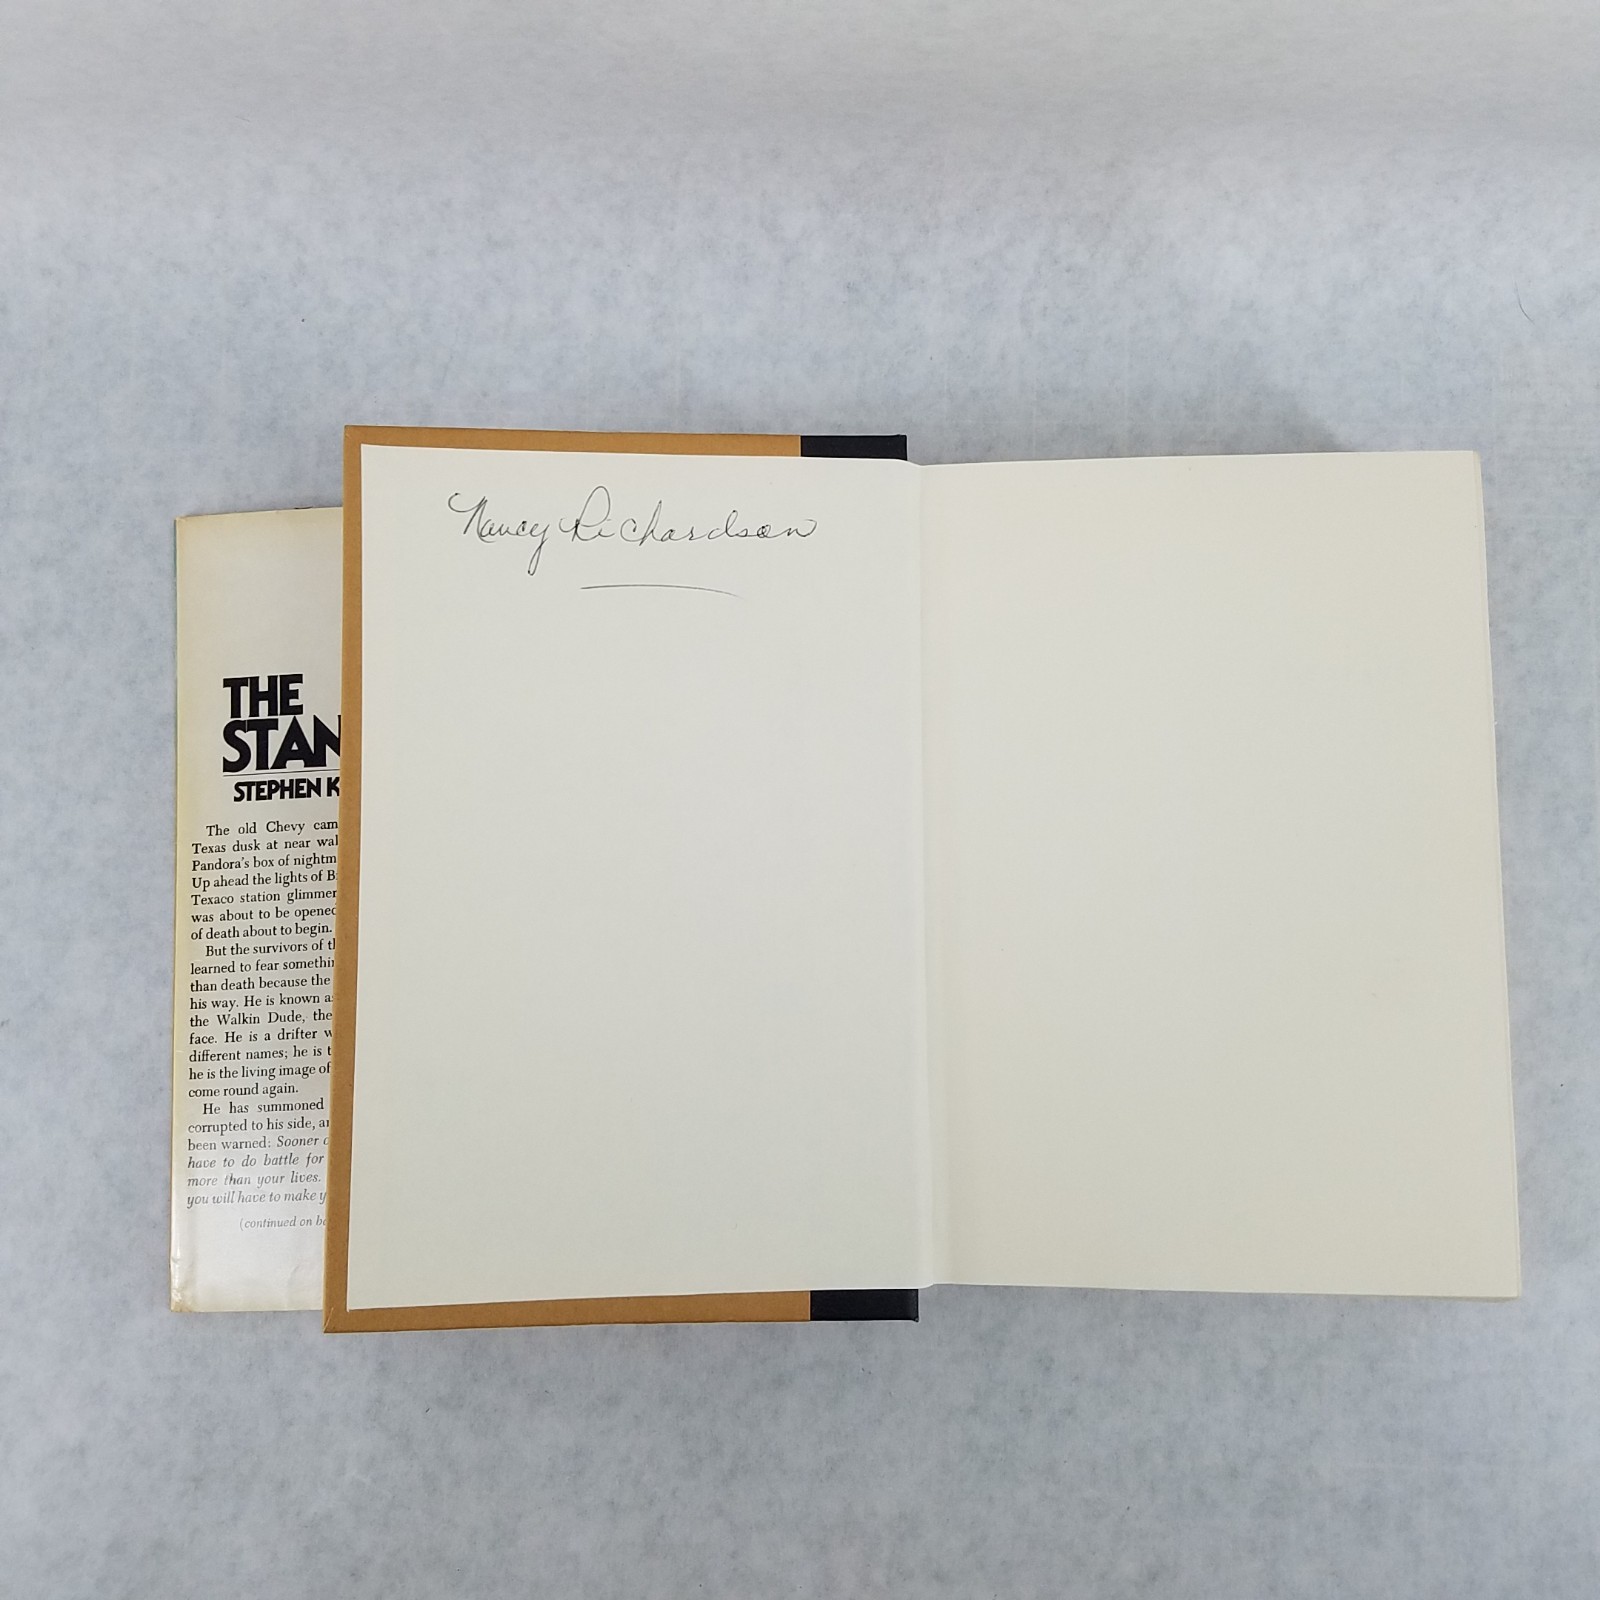 Nancy Richardson
THE
STAN
STEPHEN K
The old Chevy cam
Texas dusk at near wal
Pandora's box of nightm
Up ahead the lights of B
Texaco station glimmer
was about to be opened
of death about to begin.
But the survivors of th
learned to fear somethin
than death because the
his way. He is known as
the Walkin Dude, the
face. He is a drifter w
different names; he is t
he is the living image of
come round again.
He has summoned
corrupted to his side, an
been warned: Sooner o
have to do battle for
more than your lives.
you will have to make y
(continued on ba